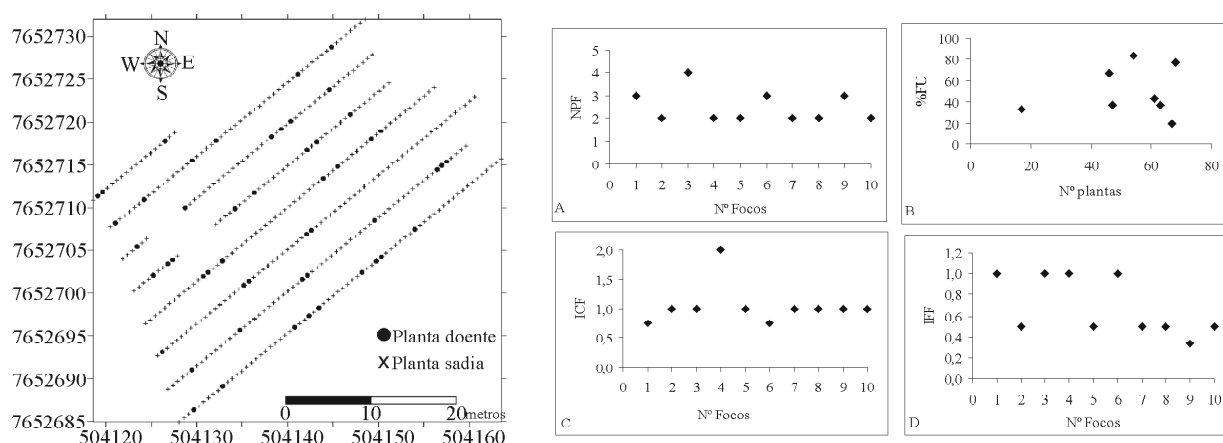 7652730
7652720
7652715
7652710
7652705
7652700
7652695
7652690
7652685
504120 504130 504140 504150 504160
N
W E
S
Planta doente
Planta sadia
0 10 20 metros
NPF
5
4
3
2
1
0
0 1 2 3 4 5 6 7 8 9 10
Nº Focos
A
%FU
100
80
60
40
20
0
0 20 40 60 80
Nº plantas
B
ICF
2,0
1,5
1,0
0,5
0,0
0 1 2 3 4 5 6 7 8 9 10
Nº Focos
C
IFF
1,2
1,0
0,8
0,6
0,4
0,2
0,0
0 1 2 3 4 5 6 7 8 9 10
Nº Focos
D